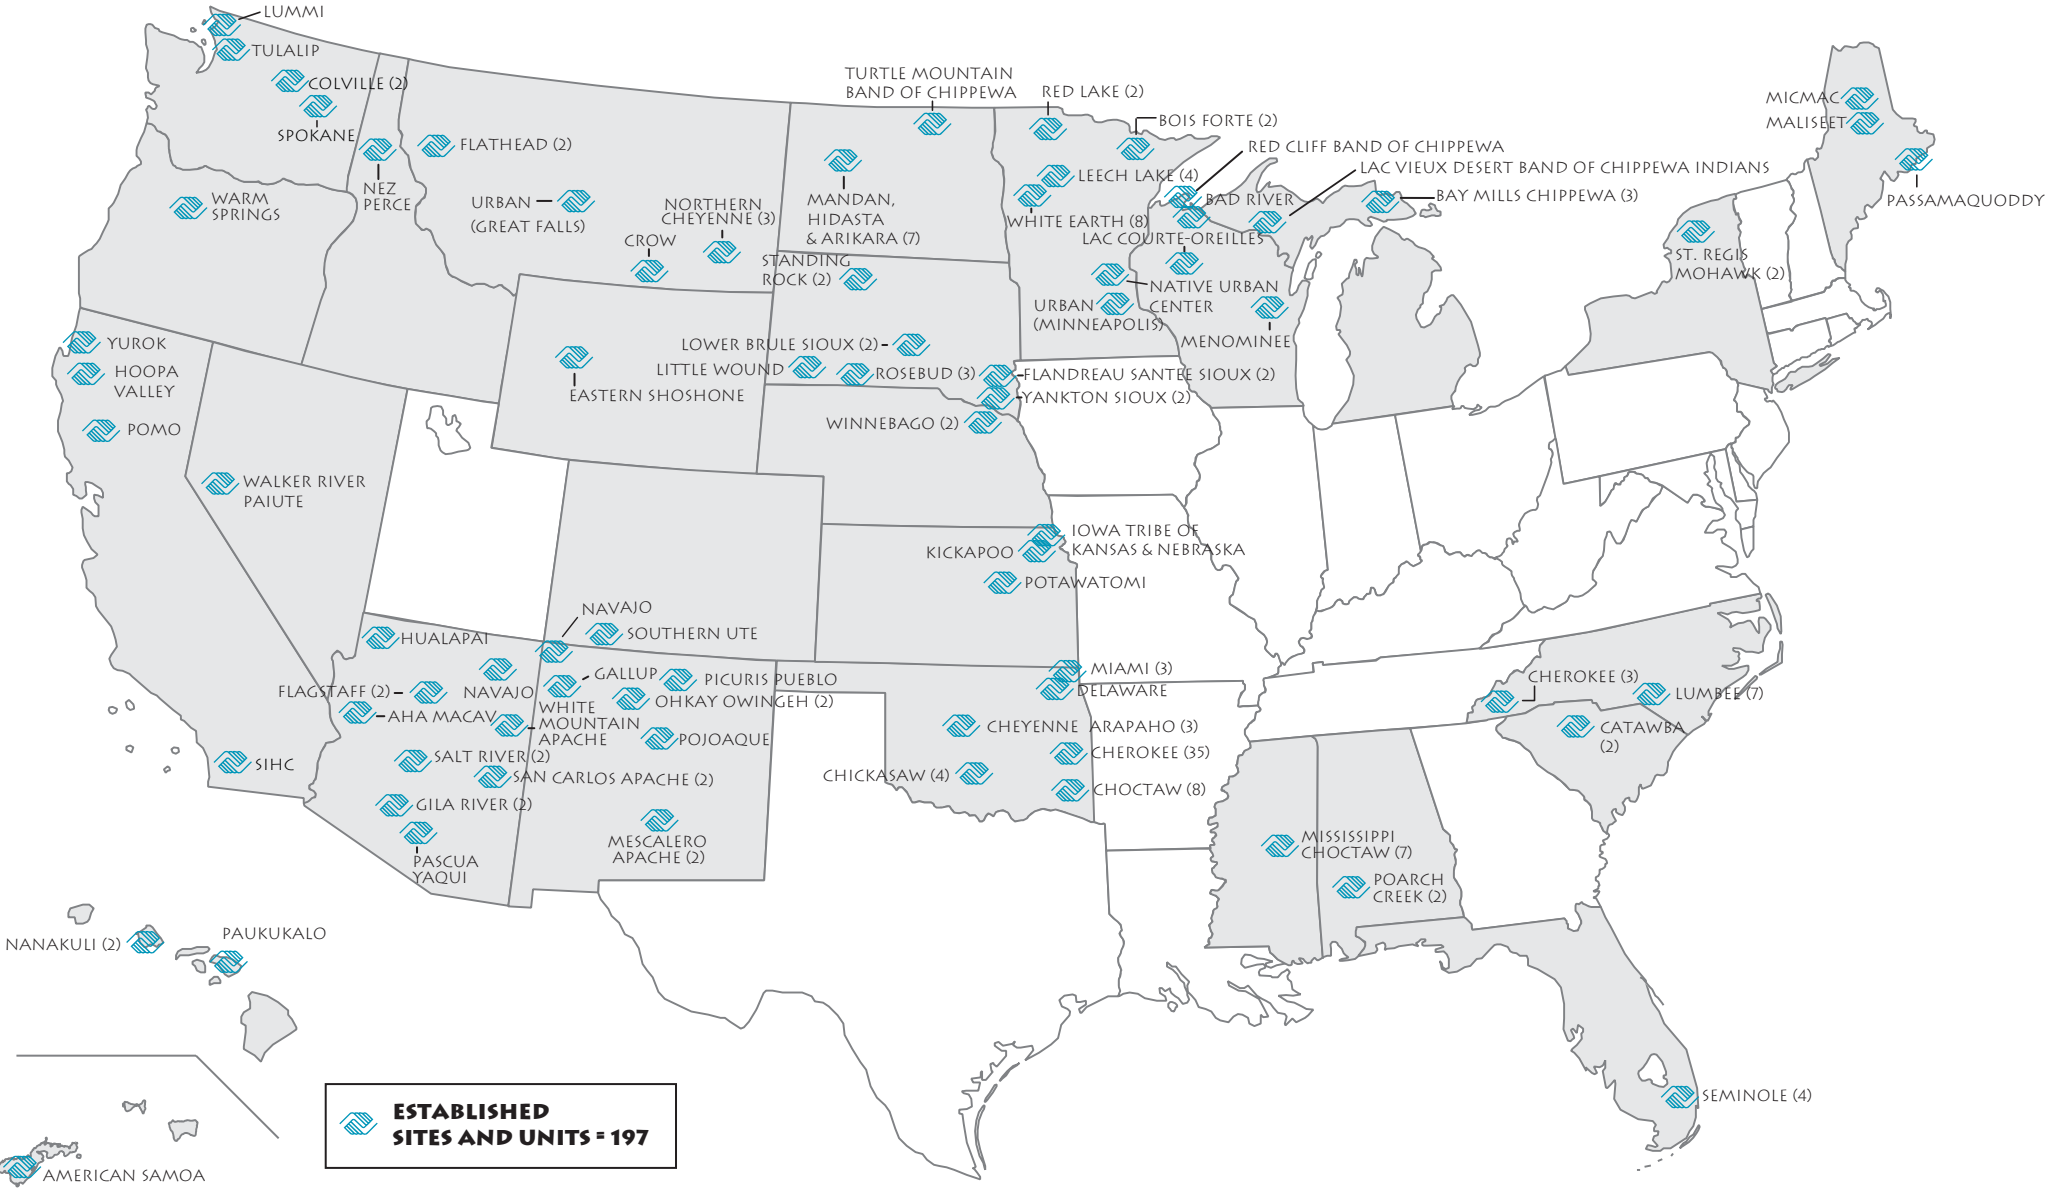 LUMMI
TULALIP
COLVILLE (2)
SPOKANE
NEZ
PERCE
WARM
SPRINGS
FLATHEAD (2)
URBAN
(GREAT FALLS)
NORTHERN
CHEYENNE (3)
CROW
TURTLE MOUNTAIN
BAND OF CHIPPEWA
MANDAN,
HIDASTA
& ARIKARA (7)
STANDING
ROCK (2)
RED LAKE (2)
BOIS FORTE (2)
RED CLIFF BAND OF CHIPPEWA
LAC VIEUX DESERT BAND OF CHIPPEWA INDIANS
LEECH LAKE (4)
BAD RIVER
BAY MILLS CHIPPEWA (3)
WHITE EARTH (8)
LAC COURTE-OREILLES
NATIVE URBAN
CENTER
URBAN
(MINNEAPOLIS)
MENOMINEE
MICMAC
MALISEET
PASSAMAQUODDY
ST. REGIS
MOHAWK (2)
YUROK
HOOPA
VALLEY
POMO
WALKER RIVER
PAIUTE
EASTERN SHOSHONE
LOWER BRULE SIOUX (2)
LITTLE WOUND
ROSEBUD (3)
FLANDREAU SANTEE SIOUX (2)
YANKTON SIOUX (2)
WINNEBAGO (2)
IOWA TRIBE OF
KANSAS & NEBRASKA
KICKAPOO
POTAWATOMI
NAVAJO
SOUTHERN UTE
HUALAPAI
NAVAJO
FLAGSTAFF (2)
AHA MACAV
GALLUP
PICURIS PUEBLO
OHKAY OWINGEH (2)
WHITE
MOUNTAIN
APACHE
POJOAQUE
SIHC
SALT RIVER (2)
SAN CARLOS APACHE (2)
GILA RIVER (2)
PASCUA
YAQUI
MESCALERO
APACHE (2)
MIAMI (3)
DELAWARE
CHEYENNE ARAPAHO (3)
CHEROKEE (35)
CHICKASAW (4)
CHOCTAW (8)
CHEROKEE (3)
LUMBEE (7)
CATAWBA
(2)
MISSISSIPPI
CHOCTAW (7)
POARCH
CREEK (2)
SEMINOLE (4)
NANAKULI (2)
PAUKUKALO
AMERICAN SAMOA
ESTABLISHED
SITES AND UNITS = 197